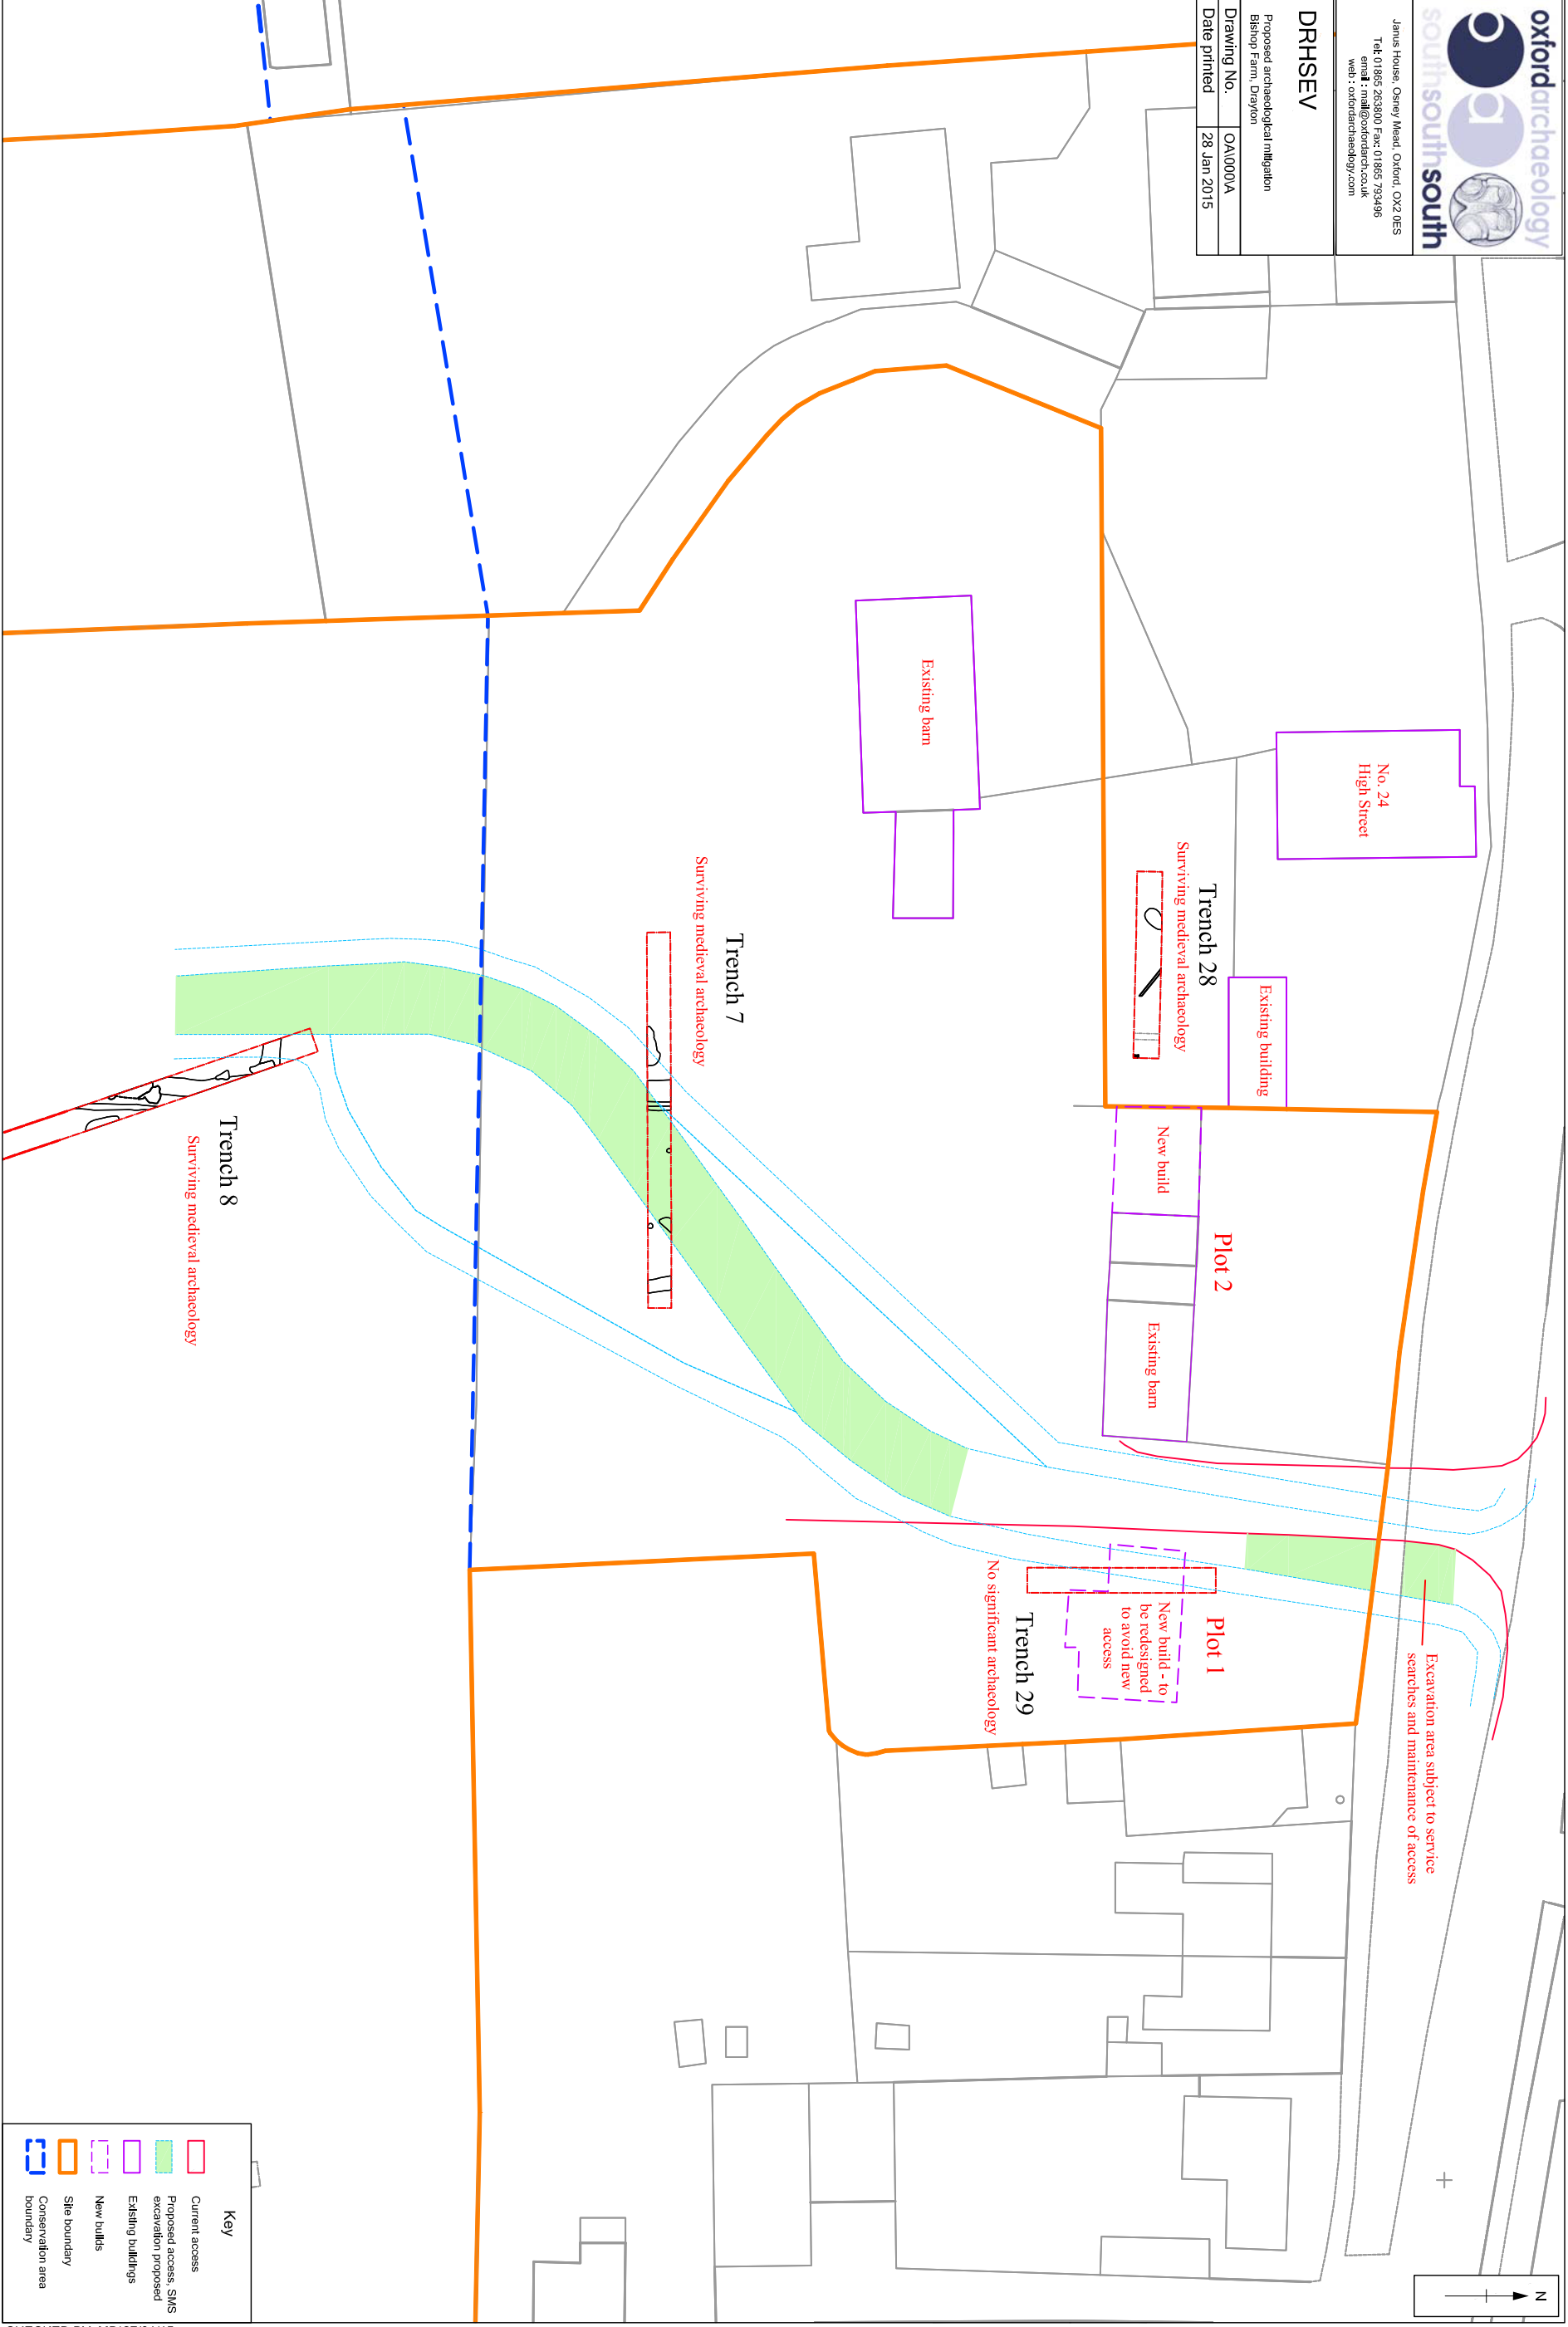 oxfordarchaeology
southsouthsouth
Janus House, Osney Mead, Oxford, OX2 0ES
Tel: 01865 263800 Fax: 01865 793496
email : mail@oxfordarch.co.uk
web : oxfordarchaeology.com
DRHSEV
Proposed archaeological mitigation
Bishop Farm, Drayton
Drawing No.
OA\000\A
Date printed
28 Jan 2015
No. 24
High Street
Existing barn
Trench 28
Surviving medieval archaeology
Existing building
New build
Plot 2
Existing barn
Trench 7
Surviving medieval archaeology
Trench 8
Surviving medieval archaeology
Excavation area subject to service
searches and maintenance of access
Plot 1
New build - to
be redesigned
to avoid new
access
Trench 29
No significant archaeology
N
Key
Current access
Proposed access, SMS
excavation proposed
Existing buildings
New builds
Site boundary
Conservation area
boundary